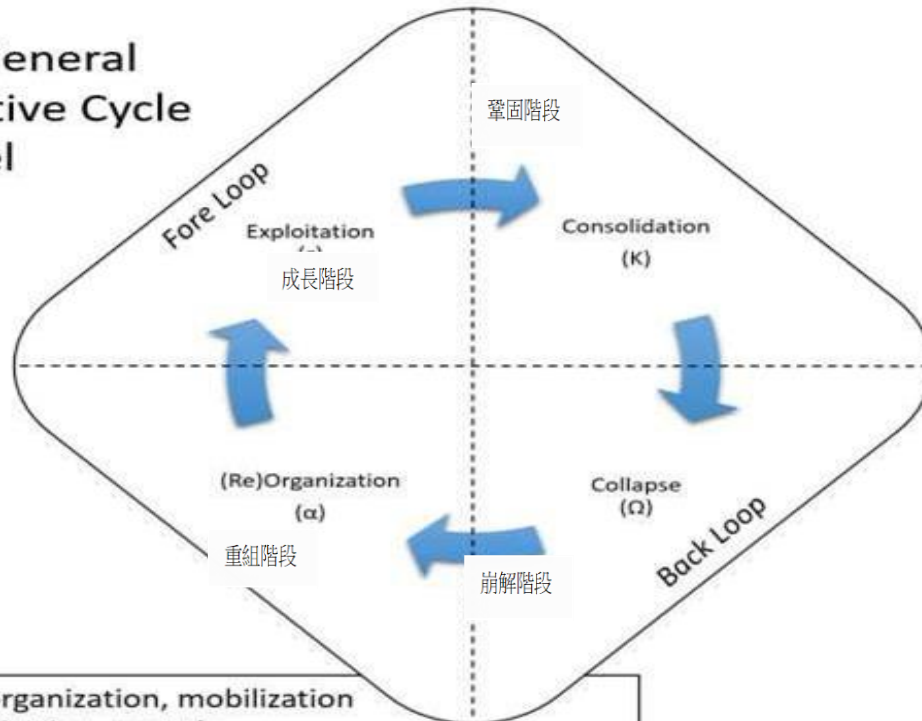 eneral
tive Cycle
el
鞏固階段
Fore Loop
Exploitation
Consolidation
(K)
成長階段
(Re)Organization
(α)
Collapse
(Ω)
重組階段
崩解階段
Back Loop
rganization, mobilization